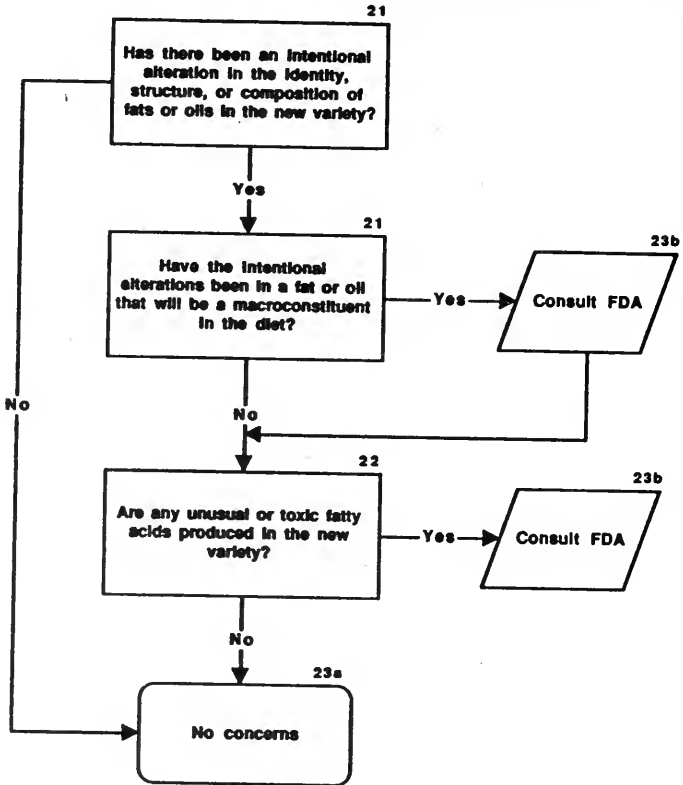 21
Has there been an intentional
alteration in the identity,
structure, or composition of
fats or oils in the new variety?
Yes
21
Have the intentional
alterations been in a fat or oil
that will be a macroconstituent
in the diet?
Yes
23b
Consult FDA
No
No
22
Are any unusual or toxic fatty
acids produced in the new
variety?
Yes
23b
Consult FDA
No
23a
No concerns